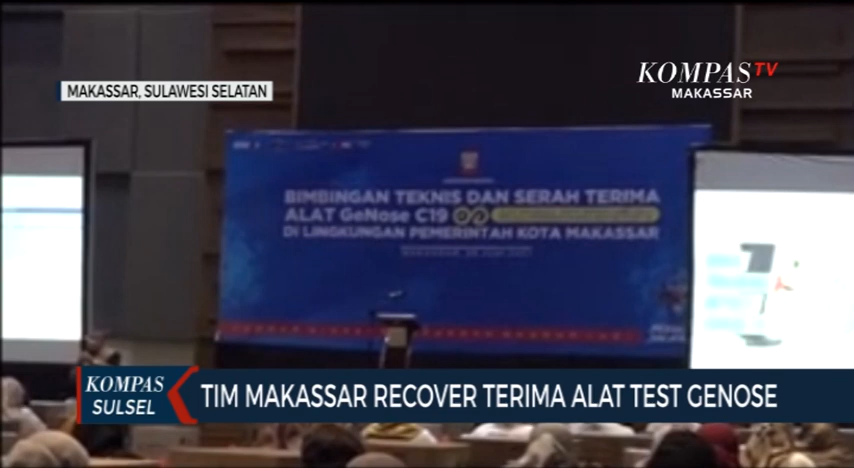 KOMPAS TV
MAKASSAR
MAKASSAR, SULAWESI SELATAN
BIMBINGAN TEKNIS DAN SERAH TERIMA
ALAT GeNose C19
DI LINGKUNGAN PEMERINTAH KOTA MAKASSAR
KOMPAS
SULSEL
TIM MAKASSAR RECOVER TERIMA ALAT TEST GENOSE